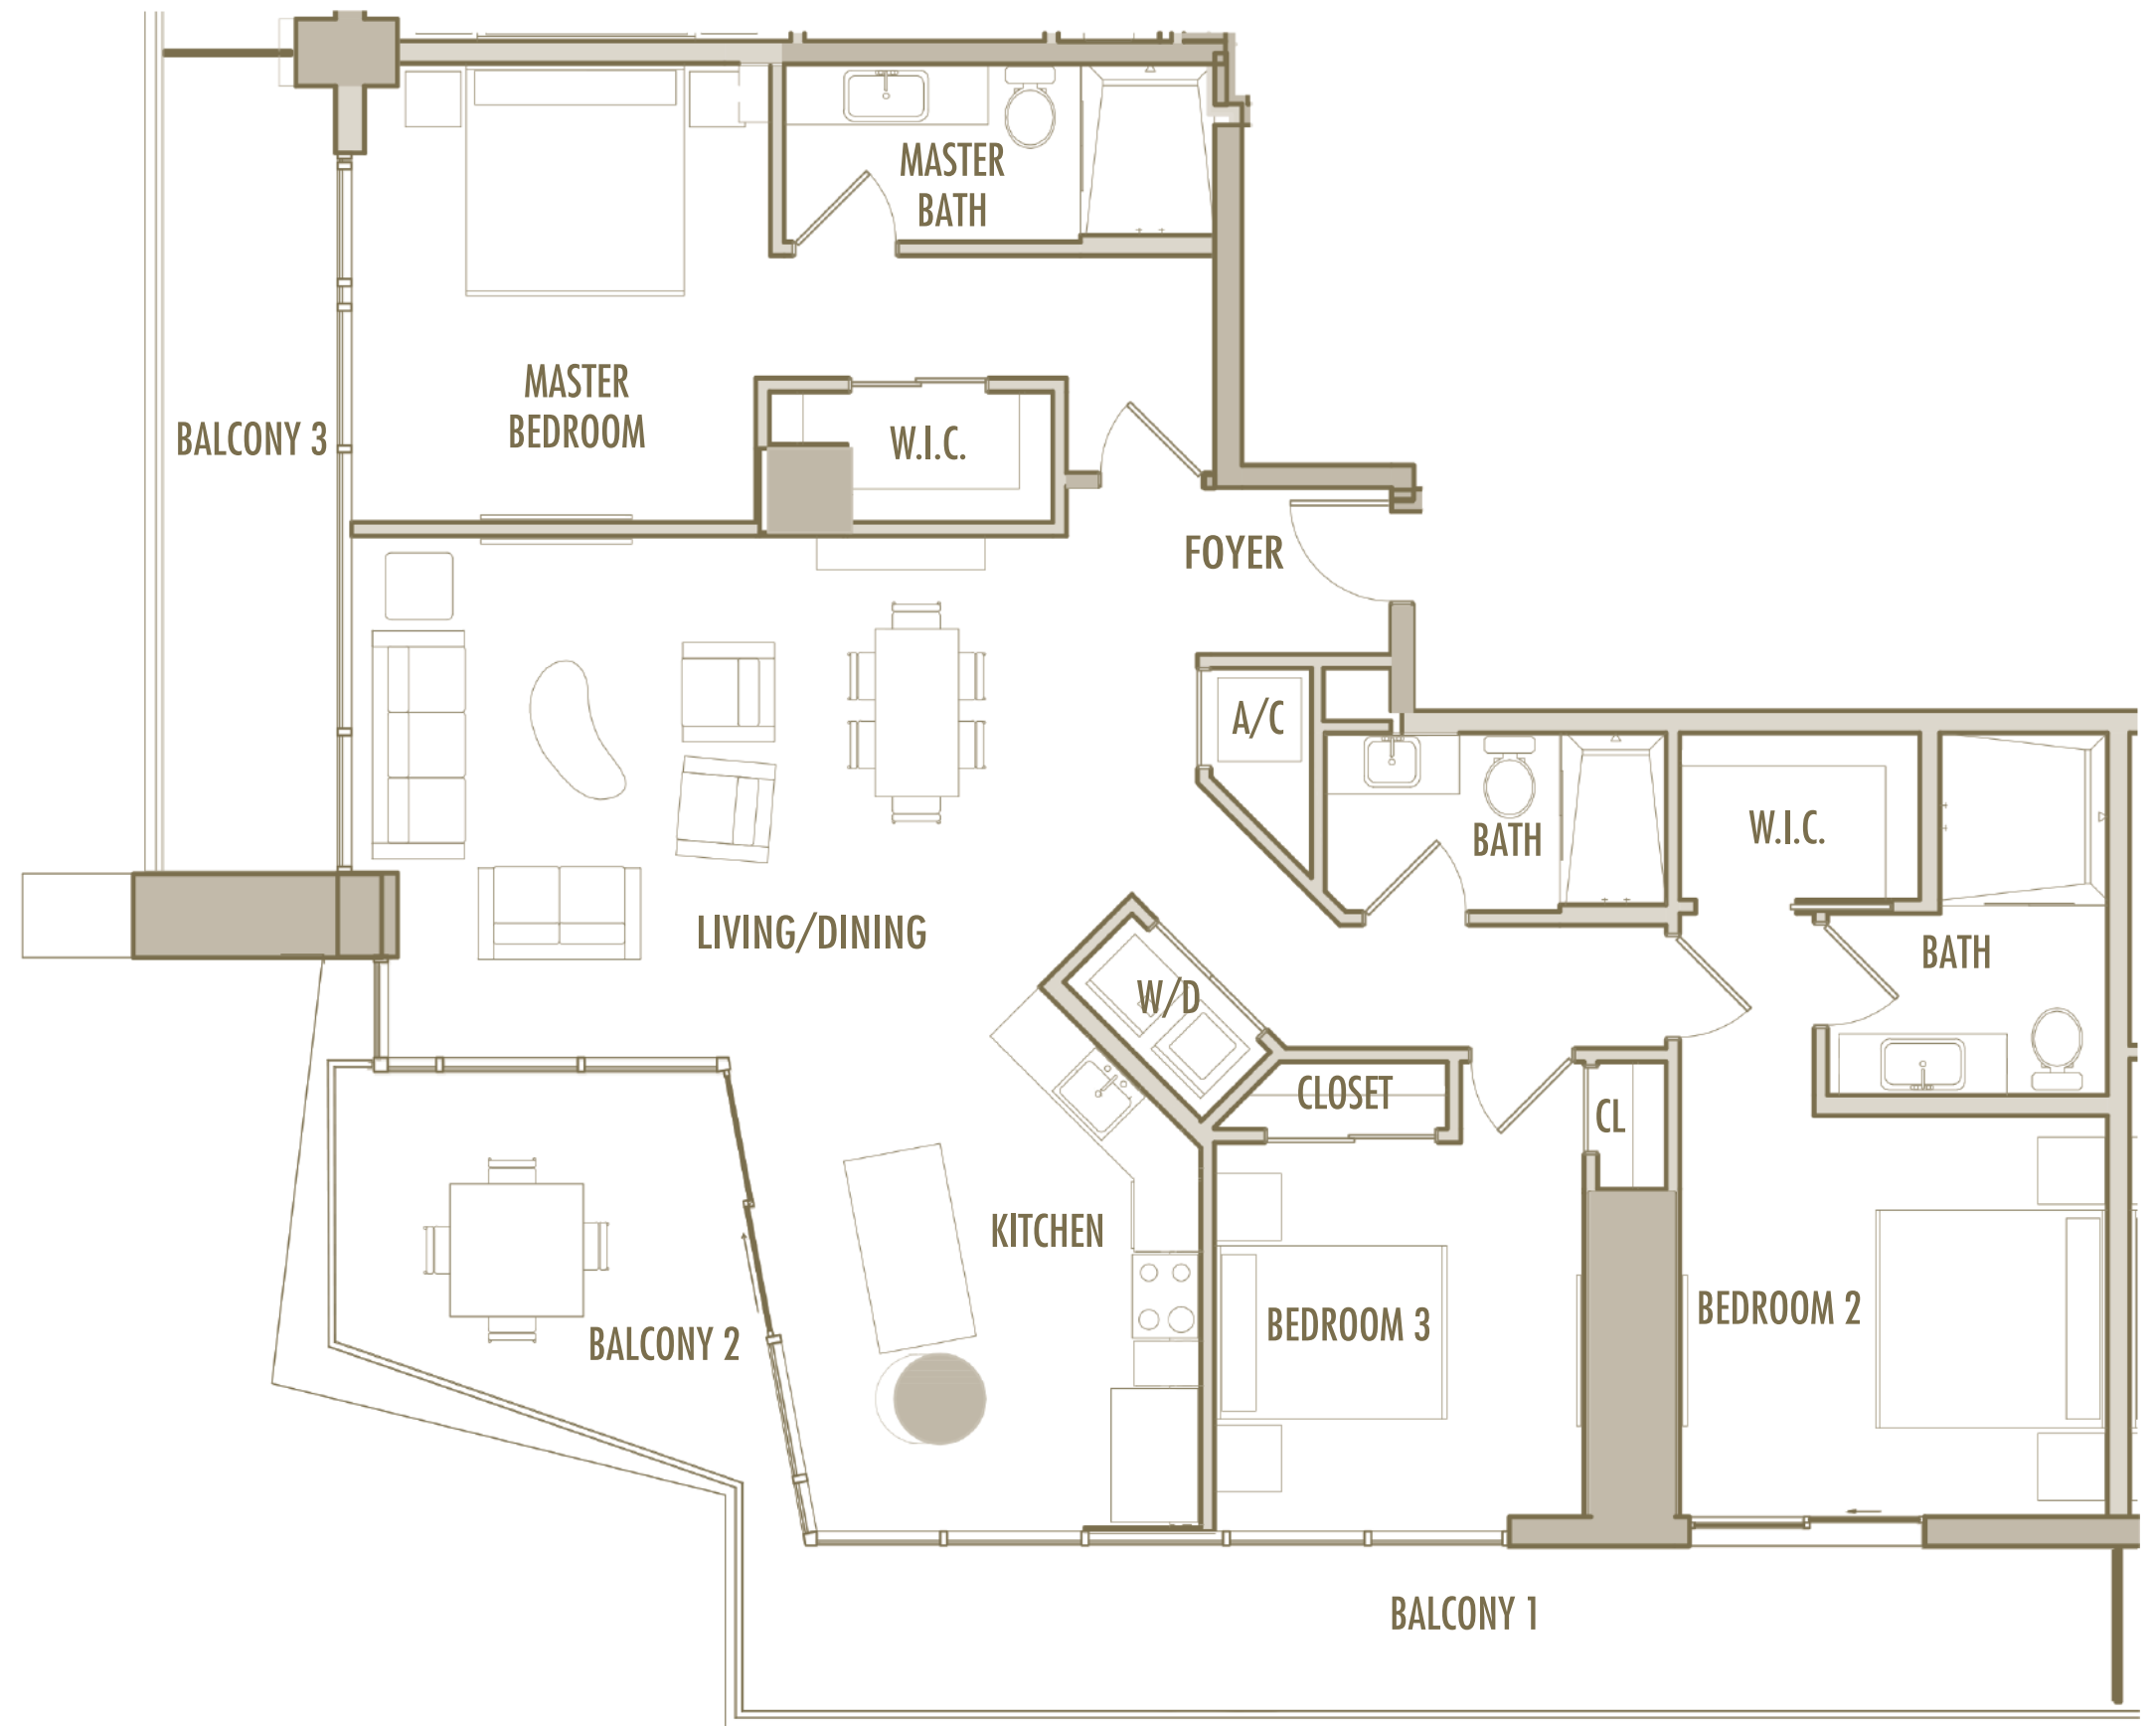 MASTER
BATH
MASTER
BEDROOM
BALCONY 3
W.I.C.
FOYER
A/C
BATH
W.I.C.
LIVING/DINING
BATH
W/D
CLOSET
CL
KITCHEN
BEDROOM 3
BEDROOM 2
BALCONY 2
BALCONY 1